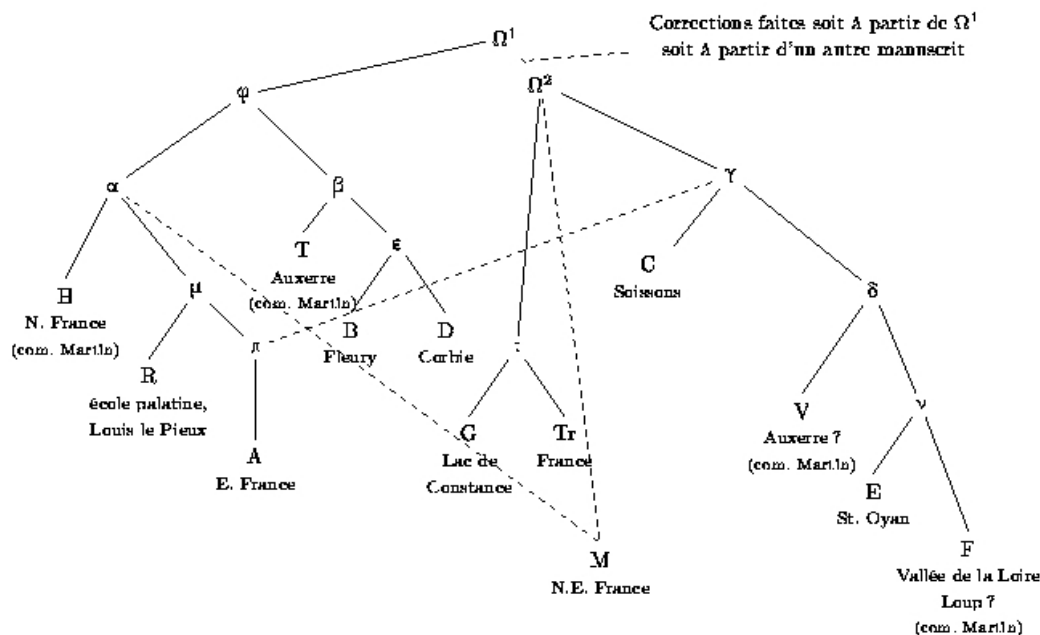 Ω¹
Corrections faites soit à partir de Ω¹
soit à partir d'un autre manuscrit
Ω²
φ
γ
α
β
T
Auxerre
(com. Martin)
ε
C
Soissons
H
N. France
(com. Martin)
μ
δ
B
Fleury
D
Corbie
π
R
école palatine,
Louis le Pieux
V
Auxerre ?
(com. Martin)
ν
G
Lac de
Constance
Tr
France
A
E. France
E
St. Oyan
M
N.E. France
F
Vallée de la Loire
Loup ?
(com. Martin)